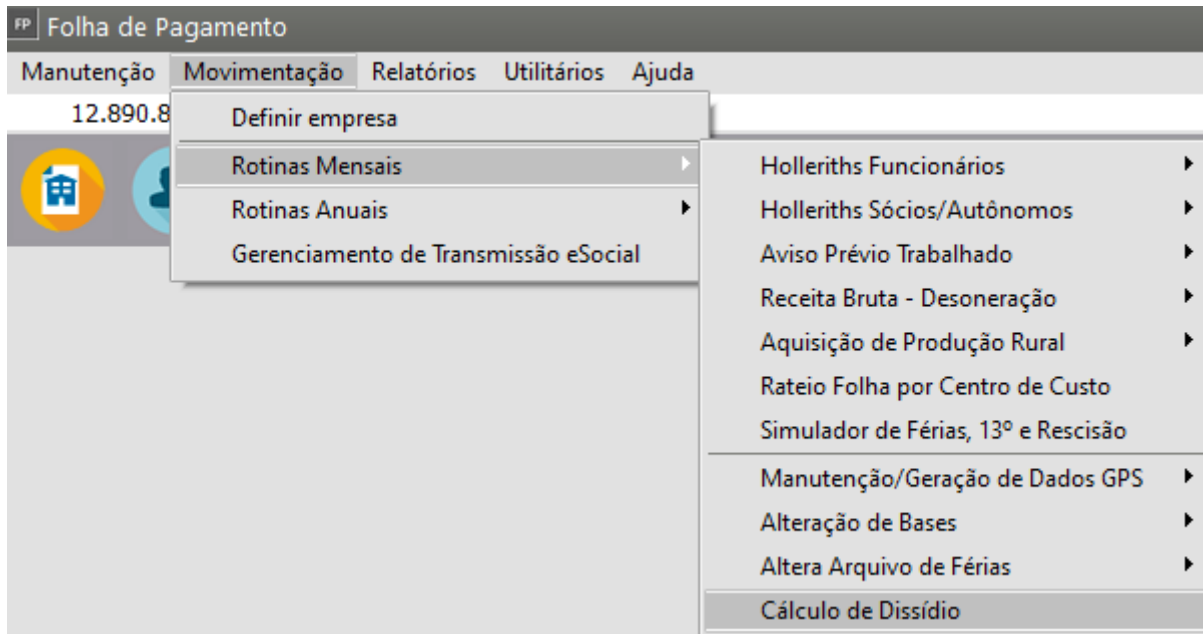 FP Folha de Pagamento
Manutenção Movimentação Relatórios Utilitários Ajuda
12.890.8
Definir empresa
Rotinas Mensais
Rotinas Anuais
Gerenciamento de Transmissão eSocial
Holleriths Funcionários
Holleriths Sócios/Autônomos
Aviso Prévio Trabalhado
Receita Bruta - Desoneração
Aquisição de Produção Rural
Rateio Folha por Centro de Custo
Simulador de Férias, 13º e Rescisão
Manutenção/Geração de Dados GPS
Alteração de Bases
Altera Arquivo de Férias
Cálculo de Dissídio